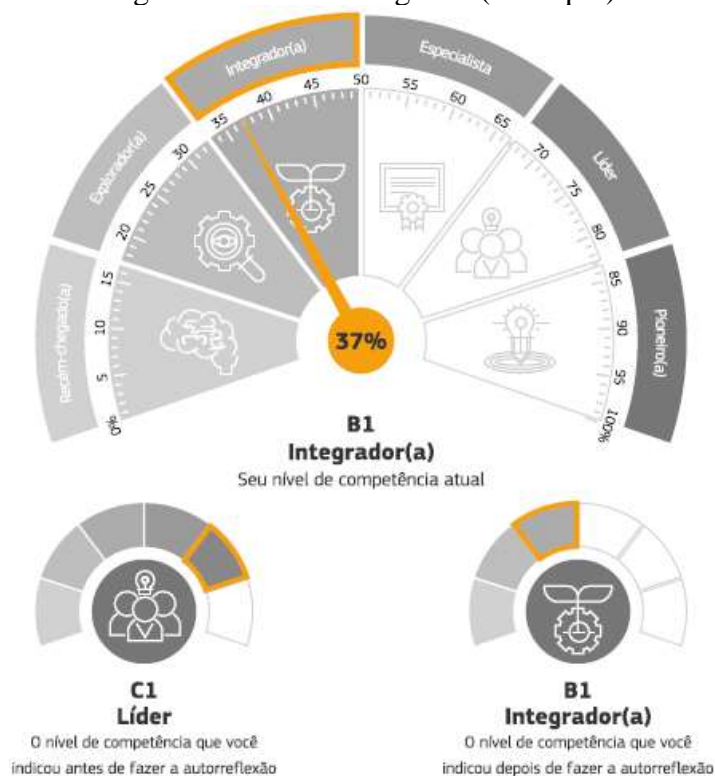 Integrador(a)
Especialista
Explorador(a)
Líder
Recém-chegado(a)
Pioneiro(a)
0%
5
10
15
20
25
30
35
40
45
50
55
60
65
70
75
80
85
90
95
100%
37%
B1
Integrador(a)
Seu nível de competência atual
C1
Líder
O nível de competência que você
indicou antes de fazer a autorreflexão
B1
Integrador(a)
O nível de competência que você
indicou depois de fazer a autorreflexão